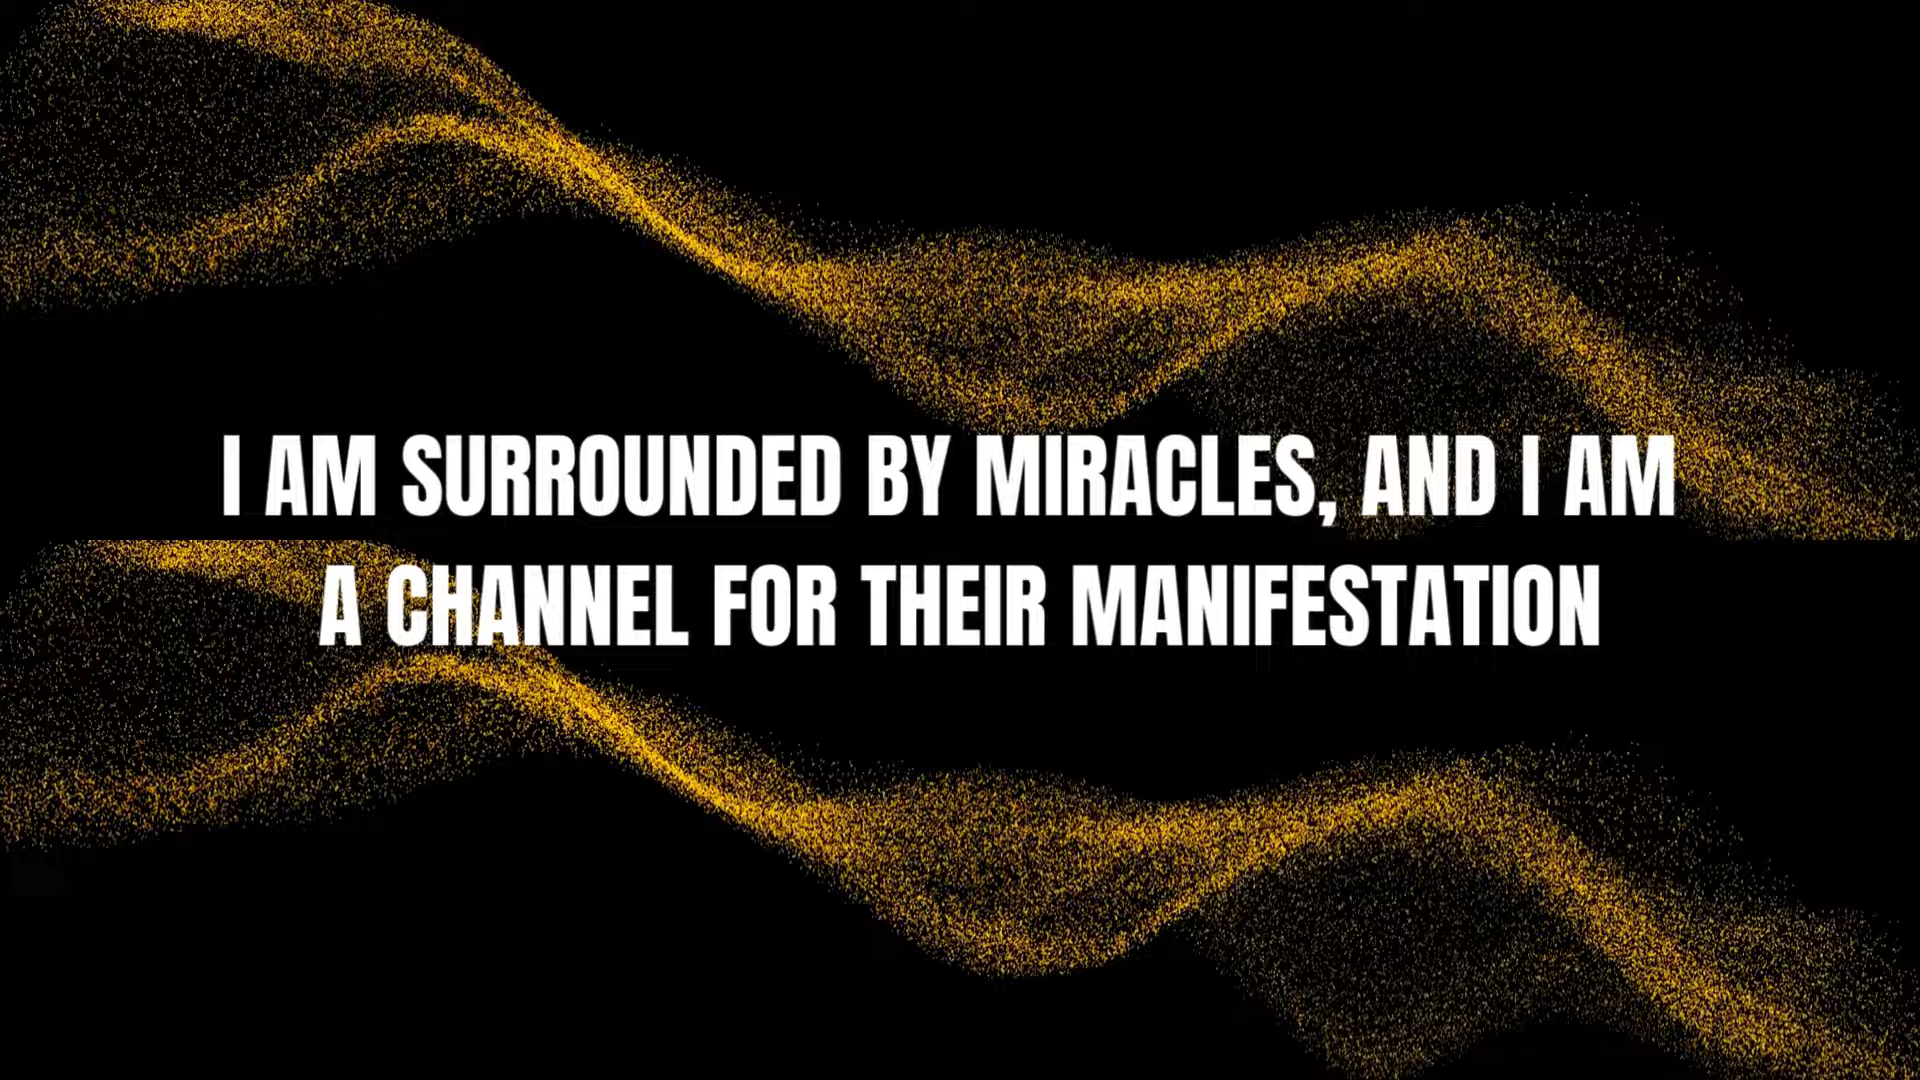 I AM SURROUNDED BY MIRACLES, AND I AM
A CHANNEL FOR THEIR MANIFESTATION